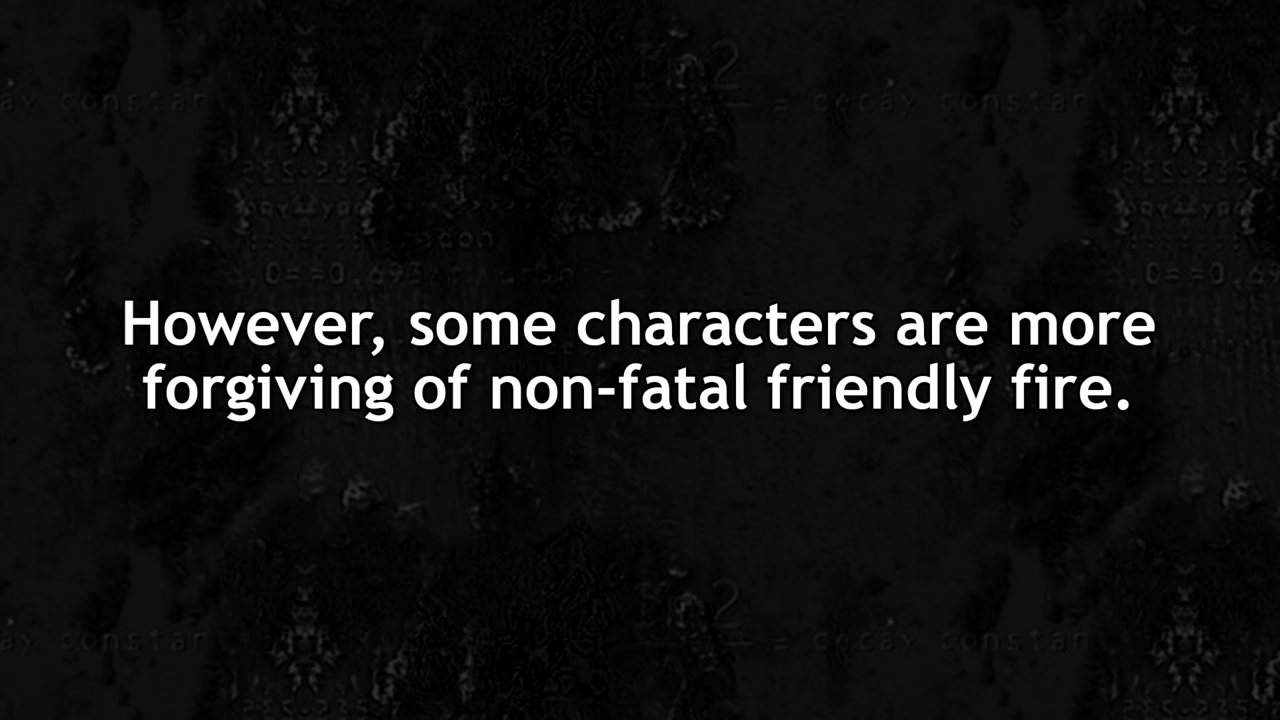 However, some characters are more
forgiving of non-fatal friendly fire.